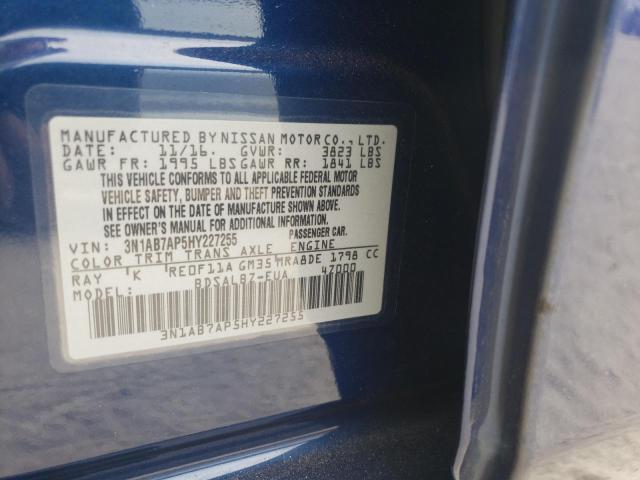 MANUFACTURED BY NISSAN MOTOR CO., LTD.
DATE: 11/16. GVWR: 3823 LBS
GAWR FR: 1995 LBS GAWR RR: 1841 LBS
THIS VEHICLE CONFORMS TO ALL APPLICABLE FEDERAL MOTOR
VEHICLE SAFETY, BUMPER AND THEFT PREVENTION STANDARDS
IN EFFECT ON THE DATE OF MANUFACTURE SHOWN ABOVE.
SEE OWNER'S MANUAL FOR ADDITIONAL INFORMATION.
VIN: 3N1AB7AP5HY227255 PASSENGER CAR.
COLOR TRIM TRANS AXLE ENGINE
RAY K RE0F11A GM35 MRA8DE 1798 CC
MODEL: BDSALBZ-EUA 47000
3N1AB7AP5HY227255